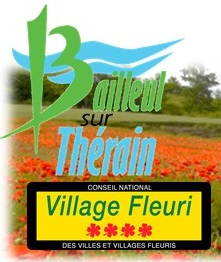 Bailleul
sur
Thérain
CONSEIL NATIONAL
Village Fleuri
DES VILLES ET VILLAGES FLEURIS